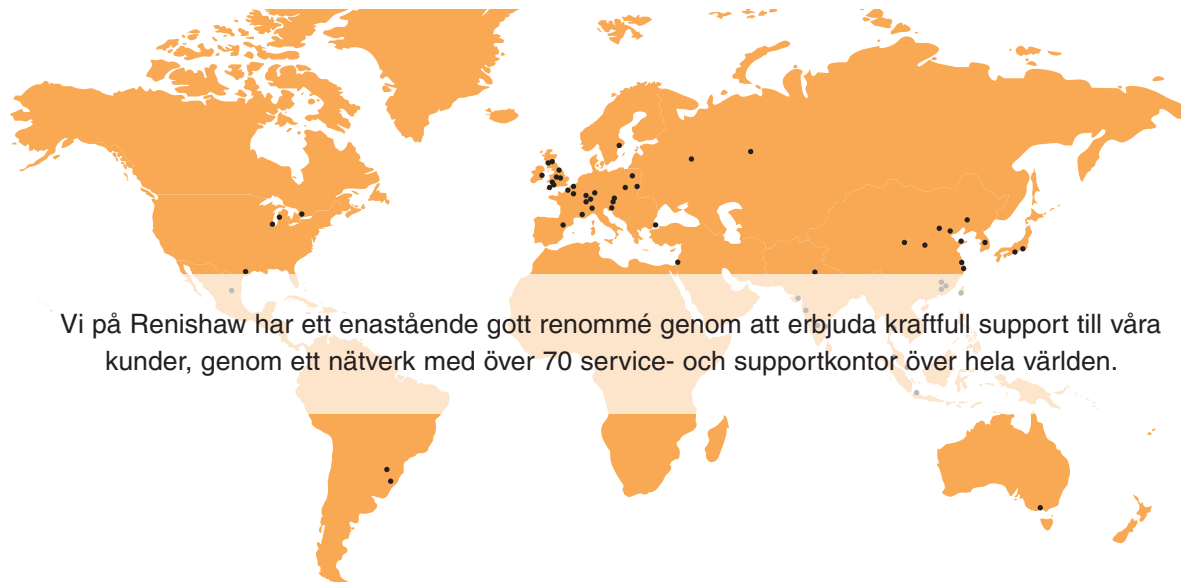 Vi på Renishaw har ett enastående gott renommé genom att erbjuda kraftfull support till våra
kunder, genom ett nätverk med över 70 service- och supportkontor över hela världen.